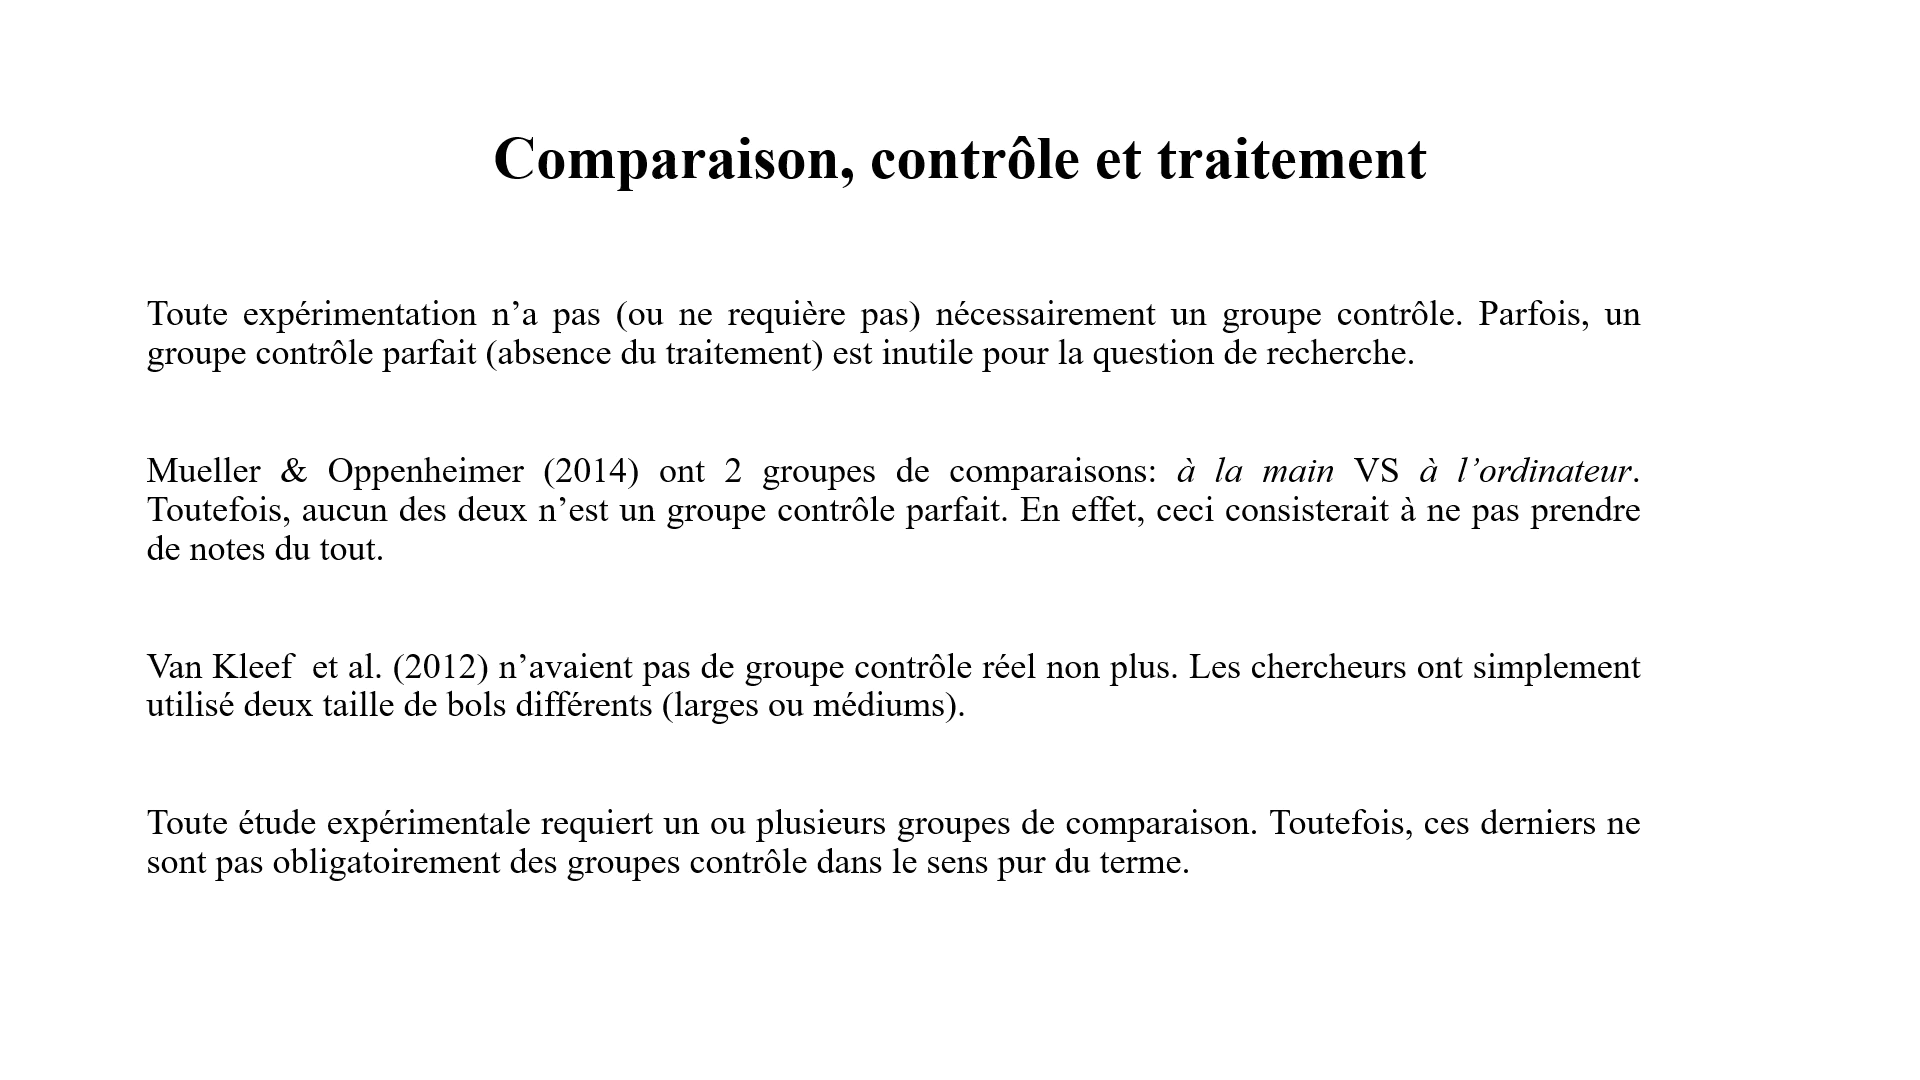 Comparaison, contrôle et traitement
Toute expérimentation n’a pas (ou ne requière pas) nécessairement un groupe contrôle. Parfois, un
groupe contrôle parfait (absence du traitement) est inutile pour la question de recherche.
Mueller & Oppenheimer (2014) ont 2 groupes de comparaisons: à la main VS à l’ordinateur.
Toutefois, aucun des deux n’est un groupe contrôle parfait. En effet, ceci consisterait à ne pas prendre
de notes du tout.
Van Kleef  et al. (2012) n’avaient pas de groupe contrôle réel non plus. Les chercheurs ont simplement
utilisé deux taille de bols différents (larges ou médiums).
Toute étude expérimentale requiert un ou plusieurs groupes de comparaison. Toutefois, ces derniers ne
sont pas obligatoirement des groupes contrôle dans le sens pur du terme.